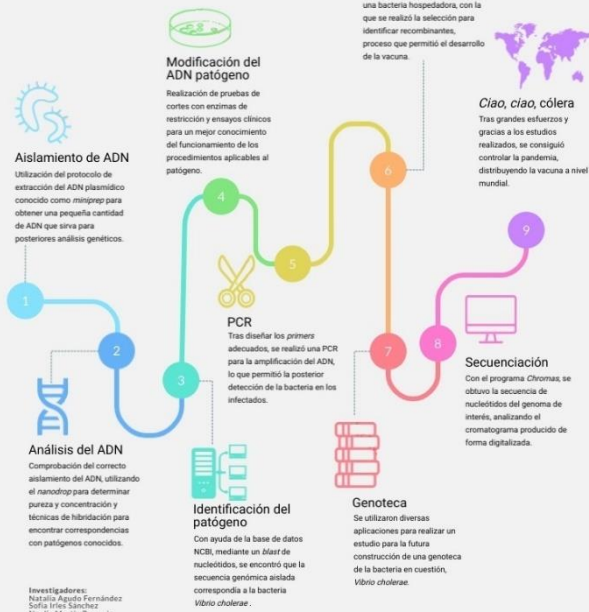 Aislamiento de ADN
Utilización del protocolo de
extracción del ADN plasmídico
conocido como miniprep para
obtener una pequeña cantidad
de ADN que sirva para
posteriores análisis genéticos.
1
2
Análisis del ADN
Comprobación del correcto
aislamiento del ADN, utilizando
el nanodrop para determinar
pureza y concentración y
técnicas de hibridación para
encontrar correspondencias
con patógenos conocidos.
3
Identificación del
patógeno
Con ayuda de la base de datos
NCBI, mediante un blast de
nucleótidos, se encontró que la
secuencia genómica aislada
correspondía a la bacteria
Vibrio cholerae .
Modificación del
ADN patógeno
Realización de pruebas de
cortes con enzimas de
restricción y ensayos clínicos
para un mejor conocimiento
del funcionamiento de los
procedimientos aplicables al
patógeno.
4
5
PCR
Tras diseñar los primers
adecuados, se realizó una PCR
para la amplificación del ADN,
lo que permitió la posterior
detección de la bacteria en los
infectados.
una bacteria hospedadora, con la
que se realizó la selección para
identificar recombinantes,
proceso que permitió el desarrollo
de la vacuna.
6
7
Genoteca
Se utilizaron diversas
aplicaciones para realizar un
estudio para la futura
construcción de una genoteca
de la bacteria en cuestión,
Vibrio cholerae.
8
Secuenciación
Con el programa Chromas, se
obtuvo la secuencia de
nucleótidos del genoma de
interés, analizando el
cromatograma producido de
forma digitalizada.
Ciao, ciao, cólera
Tras grandes esfuerzos y
gracias a los estudios
realizados, se consiguió
controlar la pandemia,
distribuyendo la vacuna a nivel
mundial.
9
Investigadores:
Natalia Agudo Fernández
Sofía Irles Sánchez